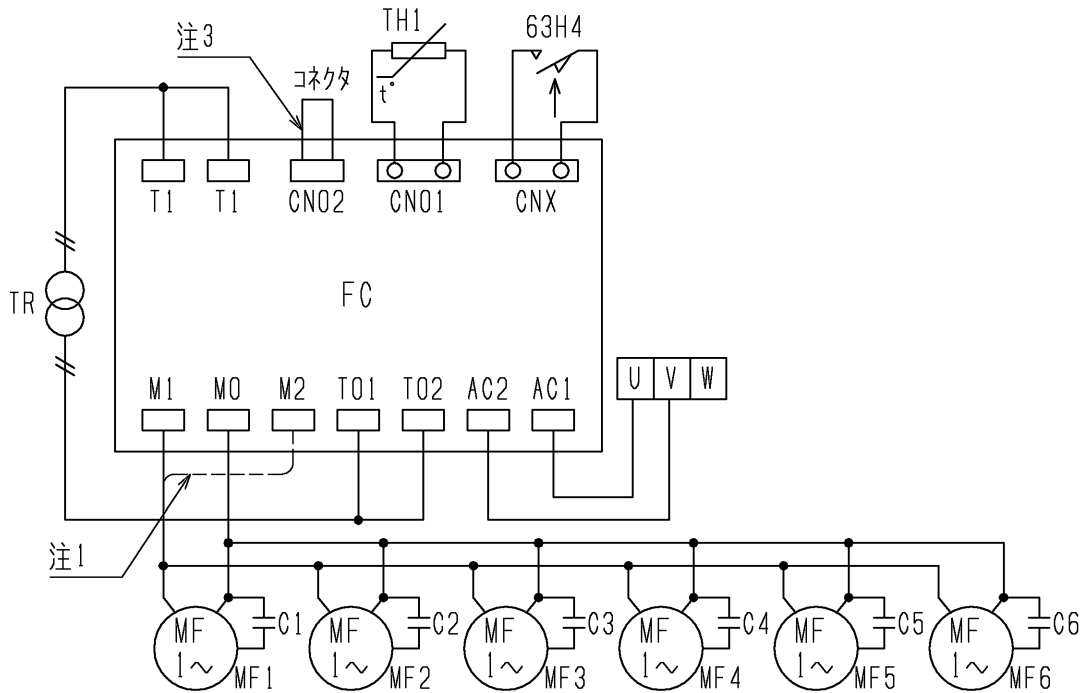 TH1
63H4
注3
コネクタ
t°
T1
T1
CN02
CN01
CNX
FC
TR
M1
M0
M2
T01
T02
AC2
AC1
U
V
W
注1
MF
1~
MF1
C1
MF
1~
MF2
C2
MF
1~
MF3
C3
MF
1~
MF4
C4
MF
1~
MF5
C5
MF
1~
MF6
C6